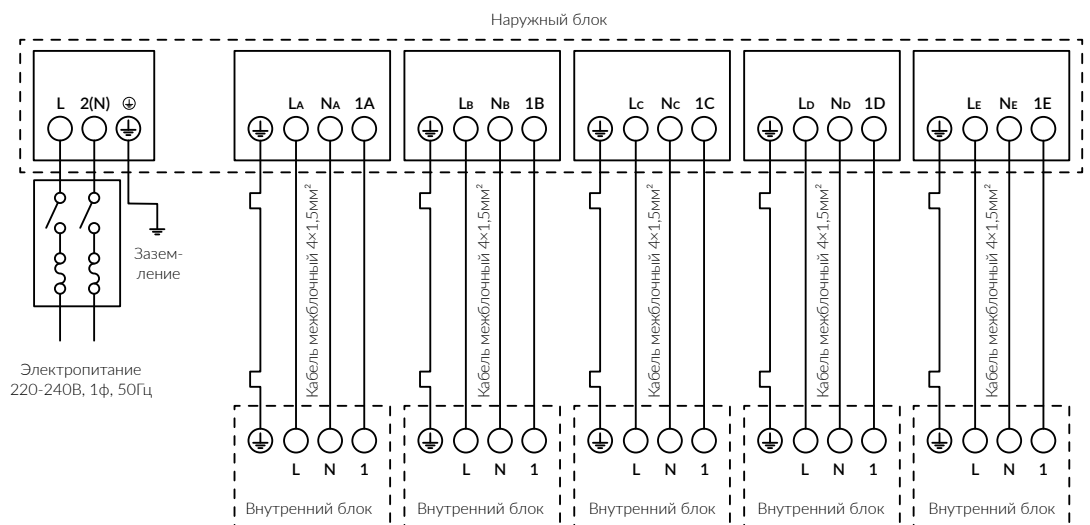 Наружный блок
L 2(N) ⏚ LA NA 1A LB NB 1B LC NC 1C LD ND 1D LE NE 1E
Кабель межблочный 4×1,5мм²
Кабель межблочный 4×1,5мм²
Кабель межблочный 4×1,5мм²
Кабель межблочный 4×1,5мм²
Кабель межблочный 4×1,5мм²
Зазем-
ление
Электропитание
220-240В, 1ф, 50Гц
L N 1 L N 1 L N 1 L N 1 L N 1
Внутренний блок Внутренний блок Внутренний блок Внутренний блок Внутренний блок